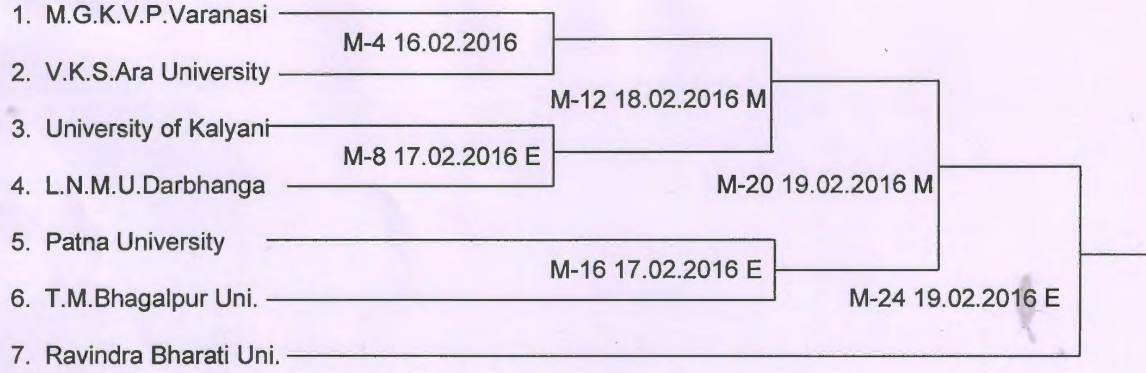 1. M.G.K.V.P.Varanasi
M-4 16.02.2016
2. V.K.S.Ara University
M-12 18.02.2016 M
3. University of Kalyani
M-8 17.02.2016 E
4. L.N.M.U.Darbhanga
M-20 19.02.2016 M
5. Patna University
M-16 17.02.2016 E
6. T.M.Bhagalpur Uni.
M-24 19.02.2016 E
7. Ravindra Bharati Uni.